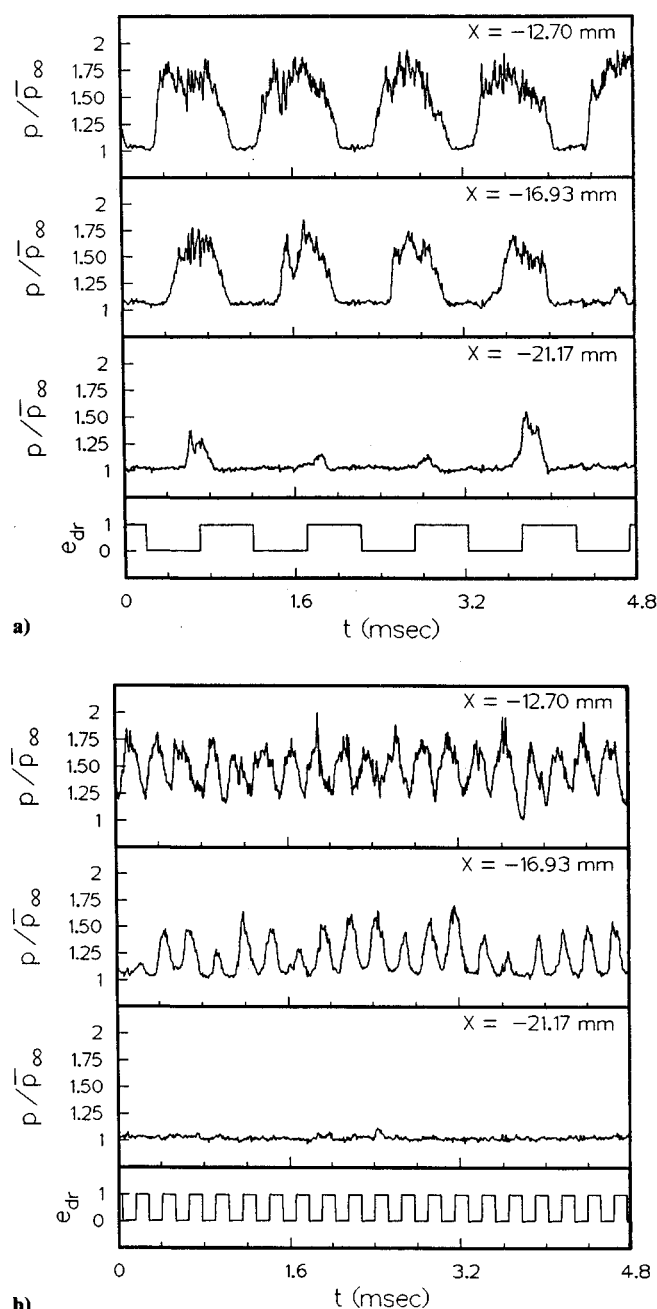 X = -12.70 mm
p/p̄∞
2
1.75
1.50
1.25
1
X = -16.93 mm
p/p̄∞
2
1.75
1.50
1.25
1
X = -21.17 mm
p/p̄∞
2
1.75
1.50
1.25
1
e_dr
1
0
0
1.6
3.2
4.8
t (msec)
a)
X = -12.70 mm
p/p̄∞
2
1.75
1.50
1.25
1
X = -16.93 mm
p/p̄∞
2
1.75
1.50
1.25
1
X = -21.17 mm
p/p̄∞
2
1.75
1.50
1.25
1
e_dr
1
0
0
1.6
3.2
4.8
t (msec)
b)